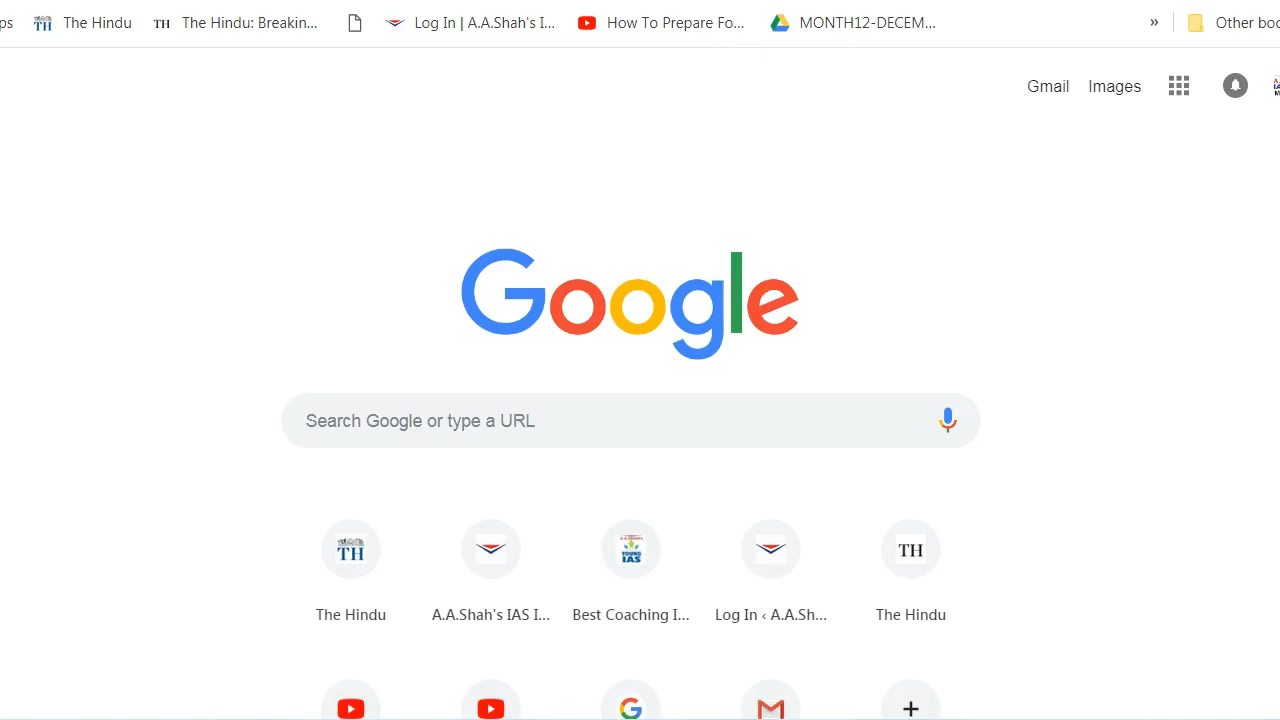 ps The Hindu TH The Hindu: Breakin... Log In | A.A.Shah's I... How To Prepare Fo... MONTH12-DECEM... » Other boo
Gmail Images
Google
Search Google or type a URL
TH YOUNG IAS TH
The Hindu A.A.Shah's IAS I... Best Coaching I... Log In ‹ A.A.Sh... The Hindu